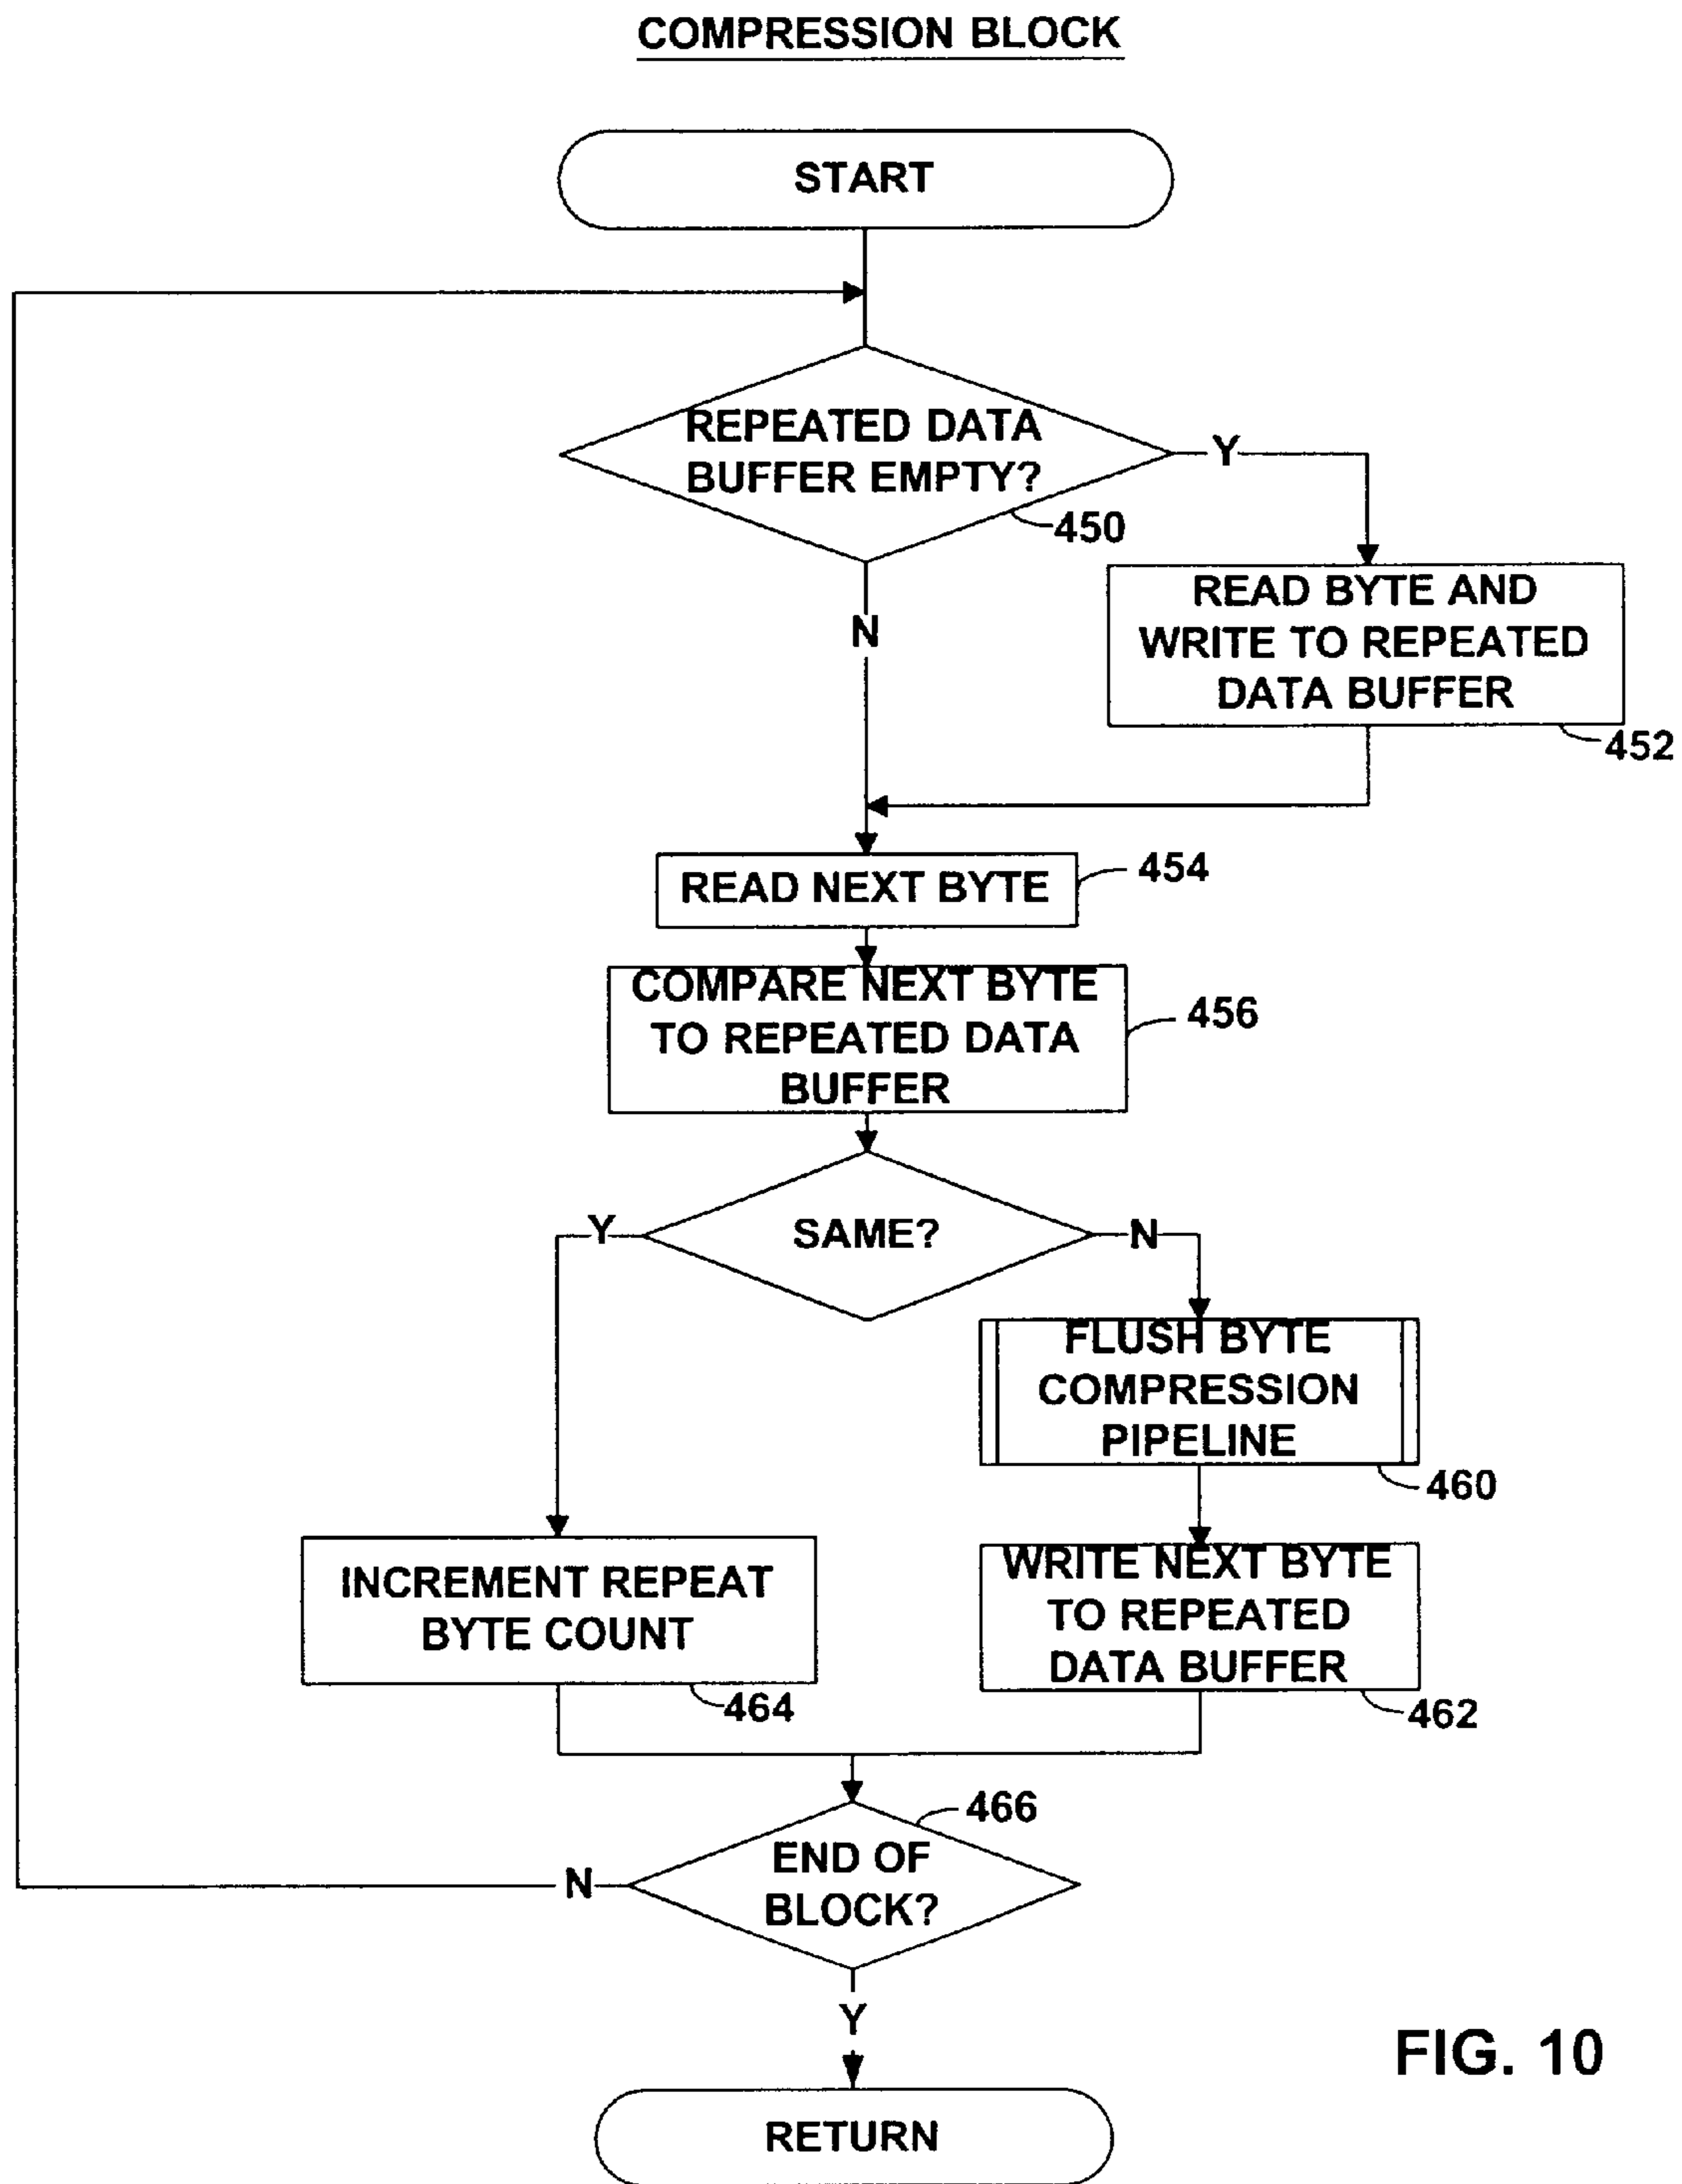 COMPRESSION BLOCK
START
REPEATED DATA
BUFFER EMPTY?
Y
450
N
READ BYTE AND
WRITE TO REPEATED
DATA BUFFER
452
READ NEXT BYTE
454
COMPARE NEXT BYTE
TO REPEATED DATA
BUFFER
456
Y
SAME?
N
FLUSH BYTE
COMPRESSION
PIPELINE
460
INCREMENT REPEAT
BYTE COUNT
464
WRITE NEXT BYTE
TO REPEATED
DATA BUFFER
462
466
END OF
BLOCK?
N
Y
FIG. 10
RETURN